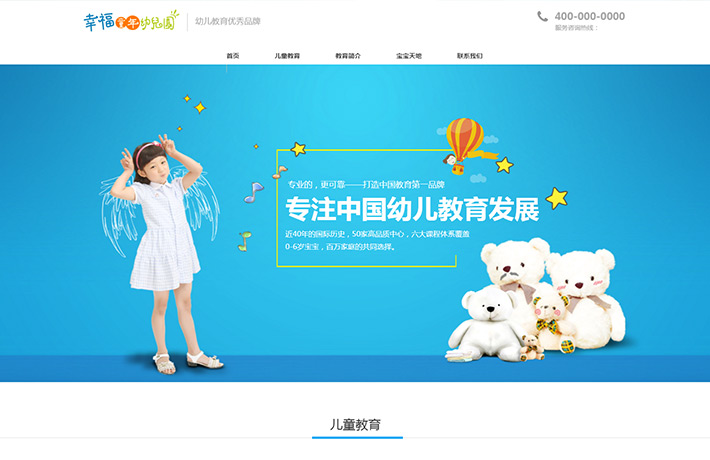 幸福童年幼兒園
幼儿教育优秀品牌
400-000-0000
服务咨询热线：
首页 儿童教育 教育简介 宝宝天地 联系我们
专业的，更可靠——打造中国教育第一品牌
专注中国幼儿教育发展
近40年的国际历史，50家高品质中心，六大课程体系覆盖
0-6岁宝宝，百万家庭的共同选择。
儿童教育